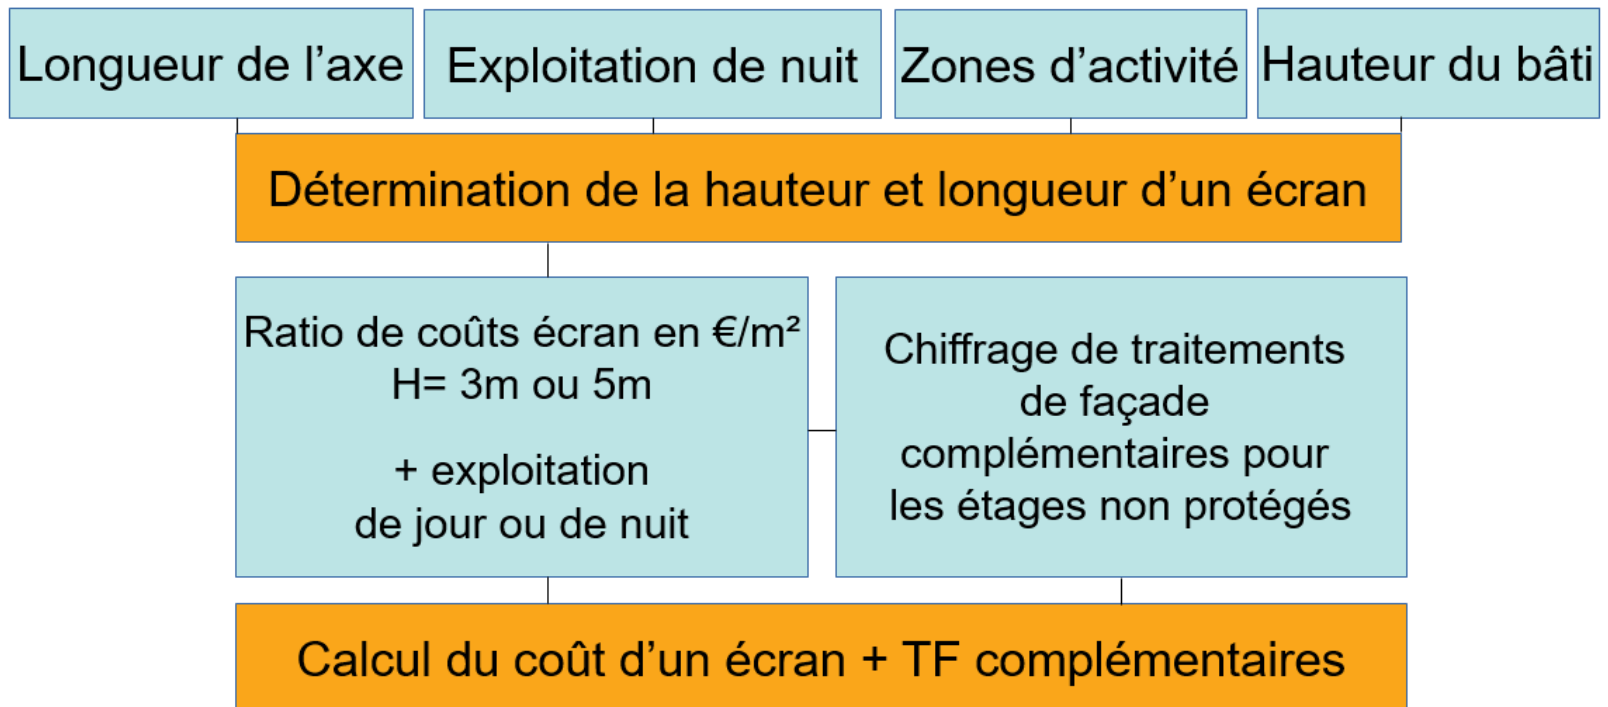 Longueur de l’axe
Exploitation de nuit
Zones d’activité
Hauteur du bâti
Détermination de la hauteur et longueur d’un écran
Ratio de coûts écran en €/m²
H= 3m ou 5m
+ exploitation
de jour ou de nuit
Chiffrage de traitements
de façade
complémentaires pour
les étages non protégés
Calcul du coût d’un écran + TF complémentaires